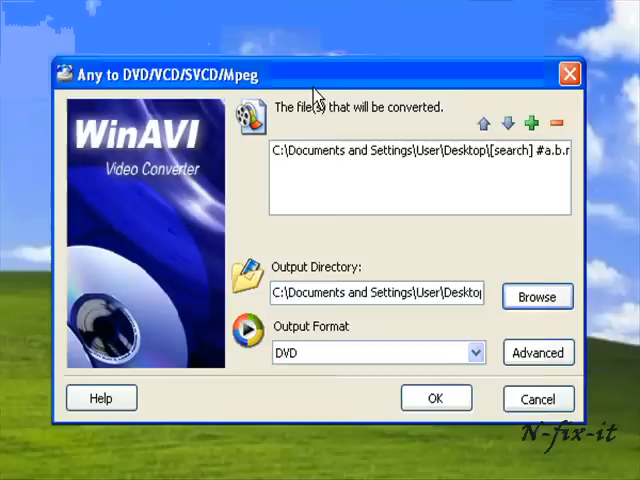 Any to DVD/VCD/SVCD/Mpeg
WinAVI
Video Converter
The file(s) that will be converted.
C:\Documents and Settings\User\Desktop\[search] #a.b.r
Output Directory:
C:\Documents and Settings\User\Desktop
Browse
Output Format
DVD
Advanced
Help
OK
Cancel
N-fix-it